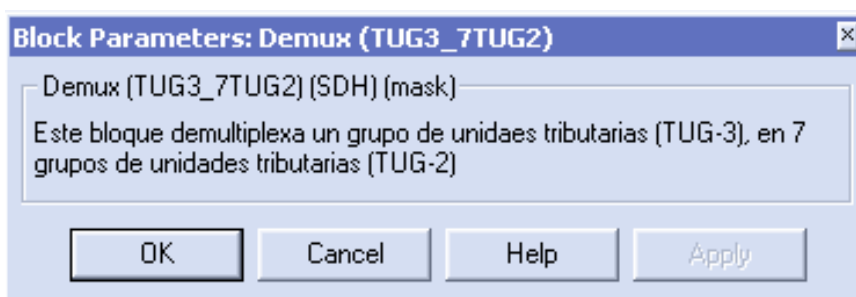 Block Parameters: Demux (TUG3_7TUG2)
Demux (TUG3_7TUG2) (SDH) (mask)
Este bloque demultiplexa un grupo de unidaes tributarias (TUG-3), en 7
grupos de unidades tributarias (TUG-2)
OK Cancel Help Apply